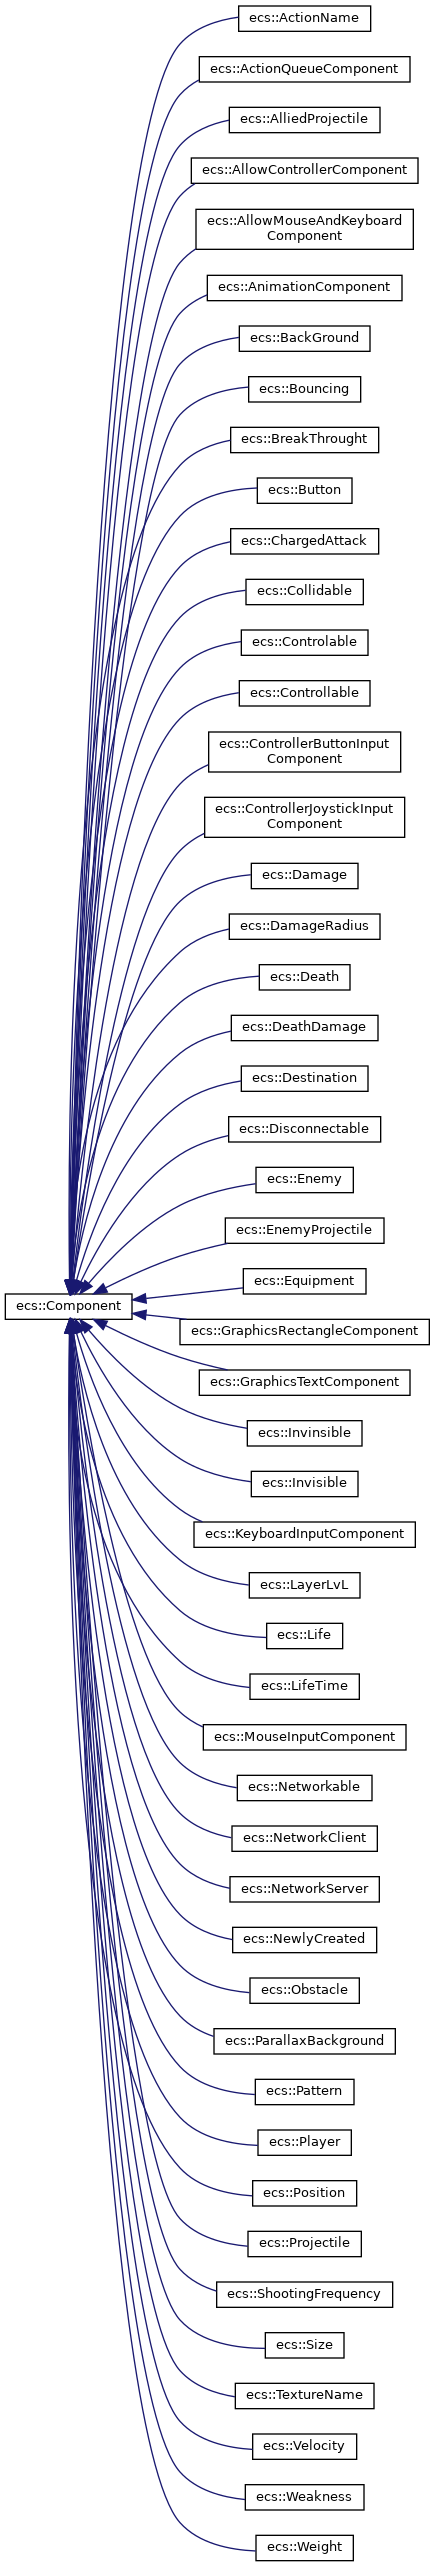 ecs::ActionName
ecs::ActionQueueComponent
ecs::AlliedProjectile
ecs::AllowControllerComponent
ecs::AllowMouseAndKeyboard
Component
ecs::AnimationComponent
ecs::BackGround
ecs::Bouncing
ecs::BreakThrought
ecs::Button
ecs::ChargedAttack
ecs::Collidable
ecs::Controlable
ecs::Controllable
ecs::ControllerButtonInput
Component
ecs::ControllerJoystickInput
Component
ecs::Damage
ecs::DamageRadius
ecs::Death
ecs::DeathDamage
ecs::Destination
ecs::Disconnectable
ecs::Enemy
ecs::EnemyProjectile
ecs::Equipment
ecs::Component
ecs::GraphicsRectangleComponent
ecs::GraphicsTextComponent
ecs::Invinsible
ecs::Invisible
ecs::KeyboardInputComponent
ecs::LayerLvL
ecs::Life
ecs::LifeTime
ecs::MouseInputComponent
ecs::Networkable
ecs::NetworkClient
ecs::NetworkServer
ecs::NewlyCreated
ecs::Obstacle
ecs::ParallaxBackground
ecs::Pattern
ecs::Player
ecs::Position
ecs::Projectile
ecs::ShootingFrequency
ecs::Size
ecs::TextureName
ecs::Velocity
ecs::Weakness
ecs::Weight